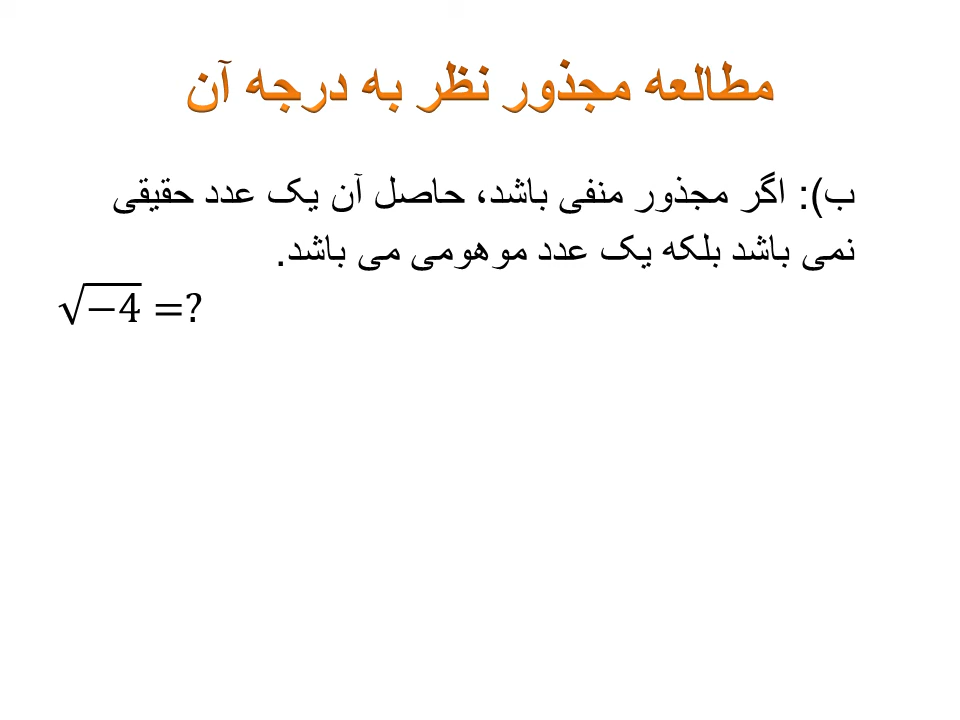 مطالعه مجذور نظر به درجه آن
ب): اگر مجذور منفی باشد، حاصل آن یک عدد حقیقی
نمی باشد بلکه یک عدد موهومی می باشد.
√−4 =?